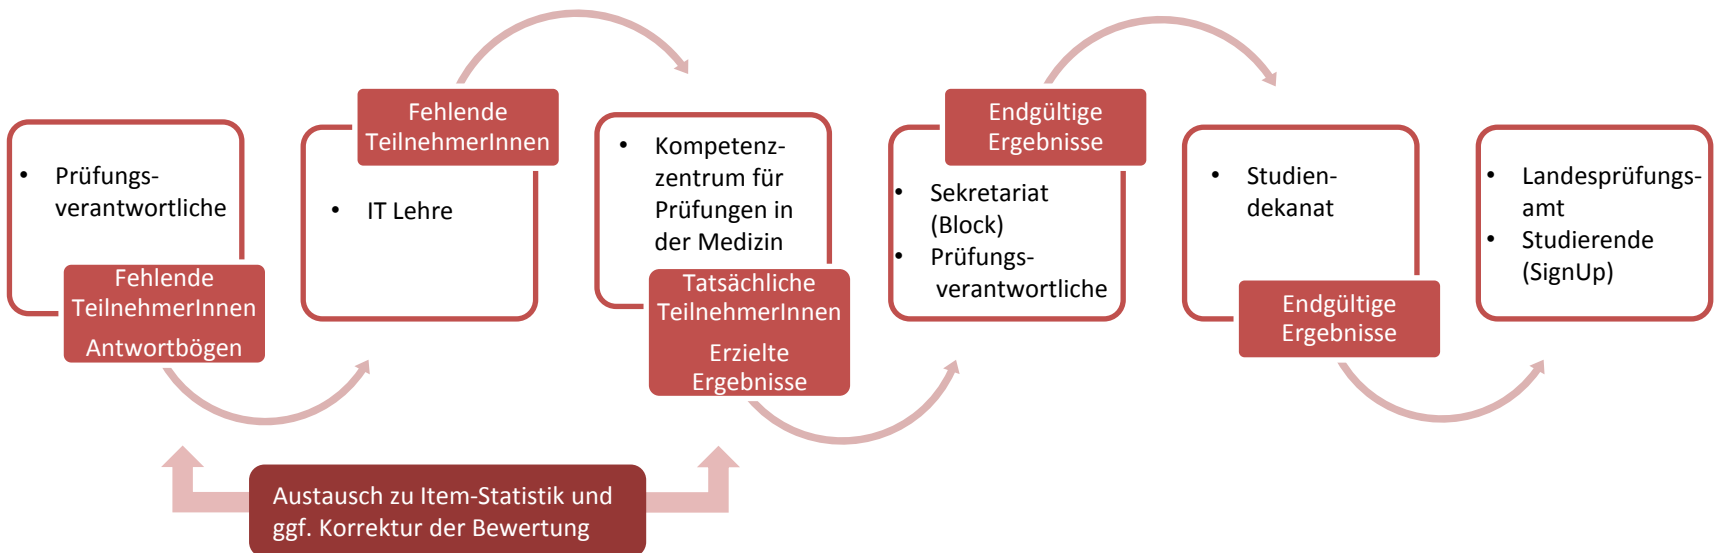 • Prüfungs-
verantwortliche
Fehlende
TeilnehmerInnen
Antwortbögen
Fehlende
TeilnehmerInnen
• IT Lehre
• Kompetenz-
zentrum für
Prüfungen in
der Medizin
Tatsächliche
TeilnehmerInnen
Erzielte
Ergebnisse
Endgültige
Ergebnisse
• Sekretariat
(Block)
• Prüfungs-
verantwortliche
• Studien-
dekanat
Endgültige
Ergebnisse
• Landesprüfungs-
amt
• Studierende
(SignUp)
Austausch zu Item-Statistik und
ggf. Korrektur der Bewertung